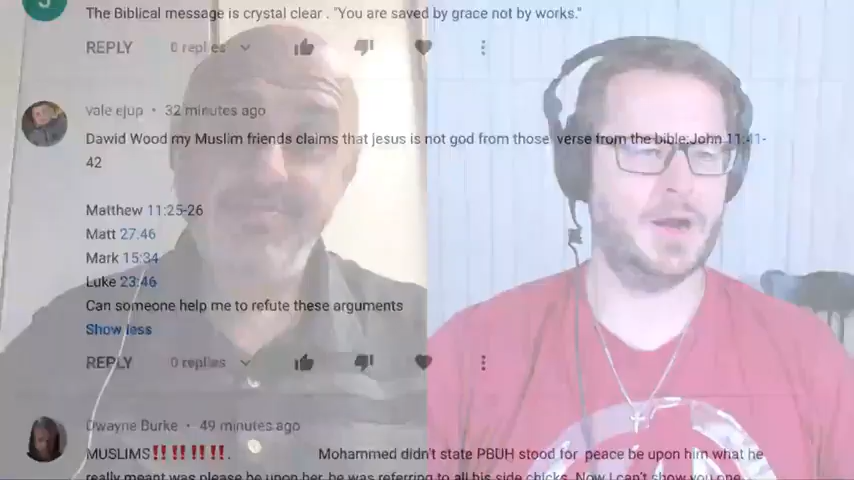 The Biblical message is crystal clear . "You are saved by grace not by works."
REPLY 0 replies
vale ejup • 32 minutes ago
Dawid Wood my Muslim friends claims that jesus is not god from those verse from the bible:John 11:41-
42
Matthew 11:25-26
Matt 27.46
Mark 15:34
Luke 23:46
Can someone help me to refute these arguments
Show less
REPLY 0 replies
Dwayne Burke • 49 minutes ago
MUSLIMS‼️‼️‼️‼️. Mohammed didn't state PBUH stood for peace be upon him what he
really meant was please be upon her, he was referring to all his side chicks. Now I can't show you one